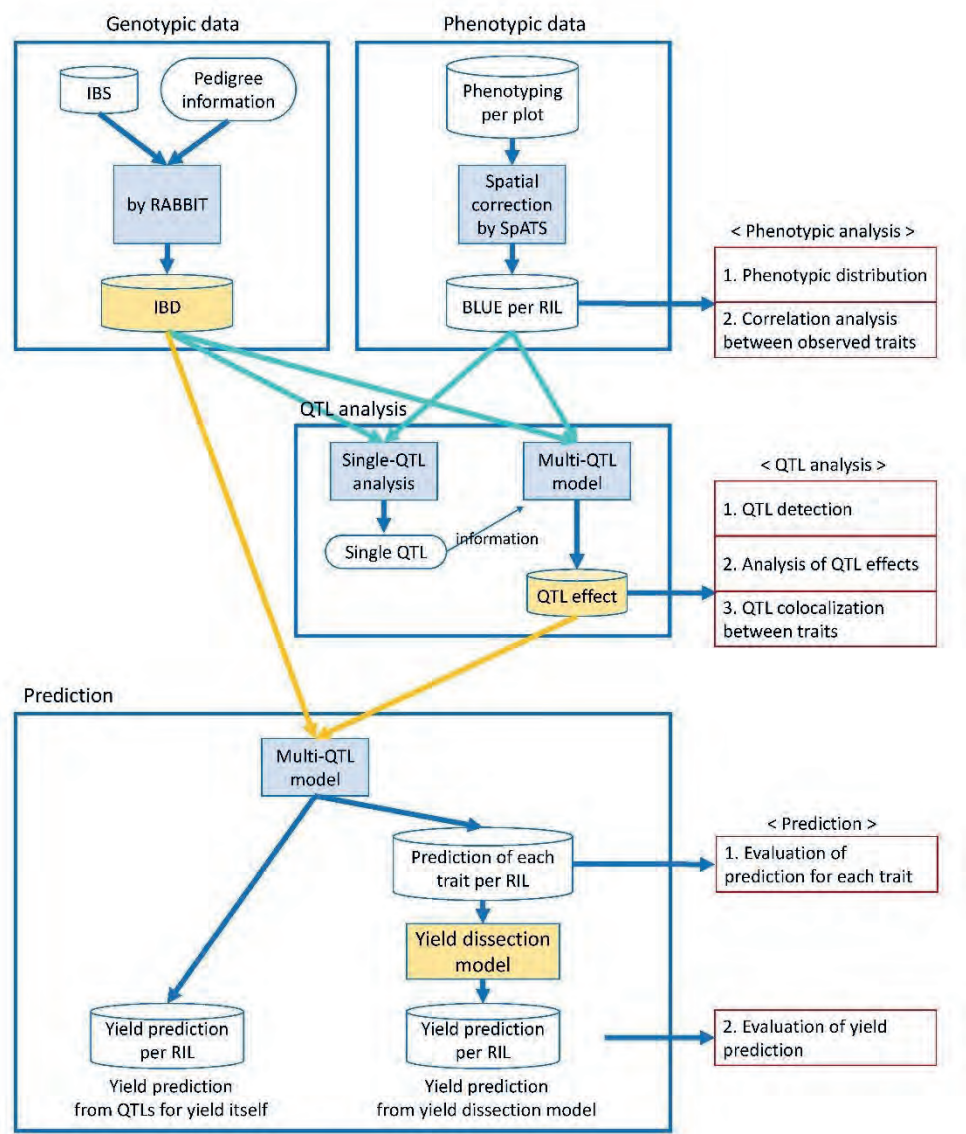 Genotypic data
Phenotypic data
IBS
Pedigree
information
Phenotyping
per plot
by RABBIT
Spatial
correction
by SpATS
IBD
BLUE per RIL
< Phenotypic analysis >
1. Phenotypic distribution
2. Correlation analysis
between observed traits
QTL analysis
Single-QTL
analysis
Multi-QTL
model
Single QTL
information
QTL effect
< QTL analysis >
1. QTL detection
2. Analysis of QTL effects
3. QTL colocalization
between traits
Prediction
Multi-QTL
model
Prediction of each
trait per RIL
Yield dissection
model
Yield prediction
per RIL
Yield prediction
from QTLs for yield itself
Yield prediction
per RIL
Yield prediction
from yield dissection model
< Prediction >
1. Evaluation of
prediction for each trait
2. Evaluation of yield
prediction